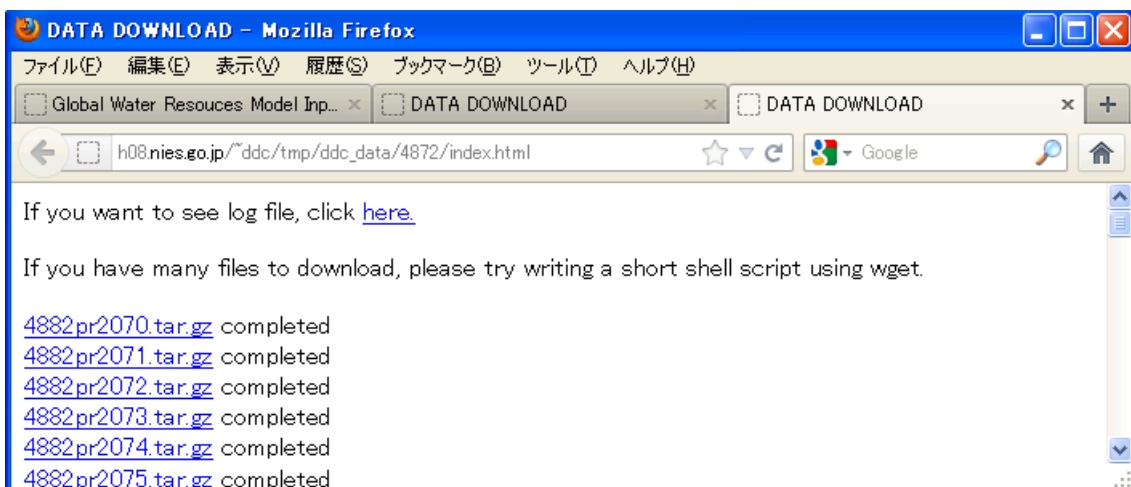 DATA DOWNLOAD - Mozilla Firefox
ファイル(F) 編集(E) 表示(V) 履歴(S) ブックマーク(B) ツール(T) ヘルプ(H)
Global Water Resouces Model Inp... DATA DOWNLOAD DATA DOWNLOAD
h08.nies.go.jp/~ddc/tmp/ddc_data/4872/index.html Google
If you want to see log file, click here.
If you have many files to download, please try writing a short shell script using wget.
4882pr2070.tar.gz completed
4882pr2071.tar.gz completed
4882pr2072.tar.gz completed
4882pr2073.tar.gz completed
4882pr2074.tar.gz completed
4882pr2075.tar.gz completed